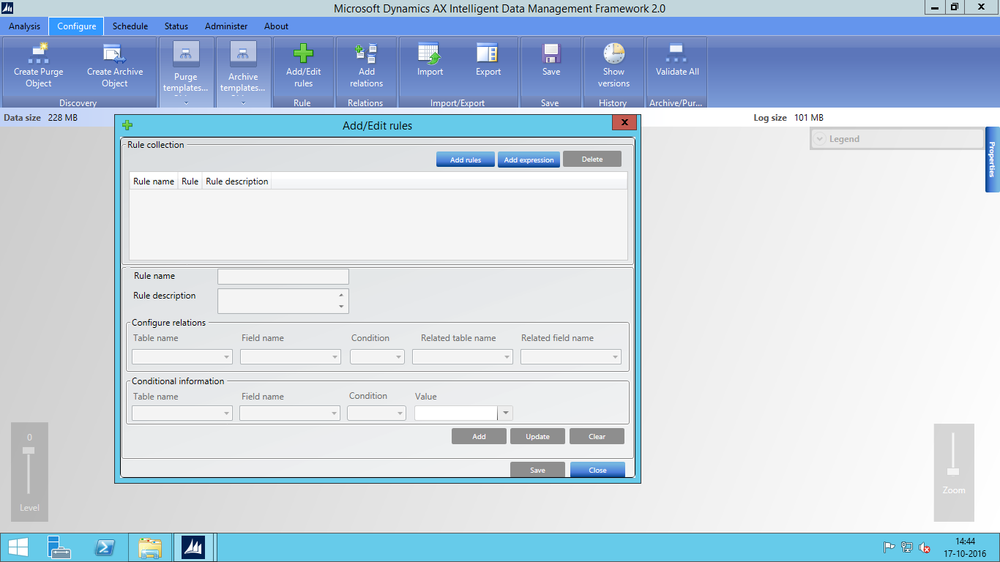 Microsoft Dynamics AX Intelligent Data Management Framework 2.0
Analysis Configure Schedule Status Administer About
Create Purge Object
Create Archive Object
Discovery
Purge templates...
Archive templates...
Add/Edit rules
Rule
Add relations
Relations
Import
Export
Import/Export
Save
Save
Show versions
History
Validate All
Archive/Pur...
Data size 228 MB
Log size 101 MB
Legend
Properties
Add/Edit rules
Rule collection
Add rules Add expression Delete
Rule name Rule Rule description
Rule name
Rule description
Configure relations
Table name Field name Condition Related table name Related field name
Conditional information
Table name Field name Condition Value
Add Update Clear
Save Close
0
Level
Zoom
14:44
17-10-2016